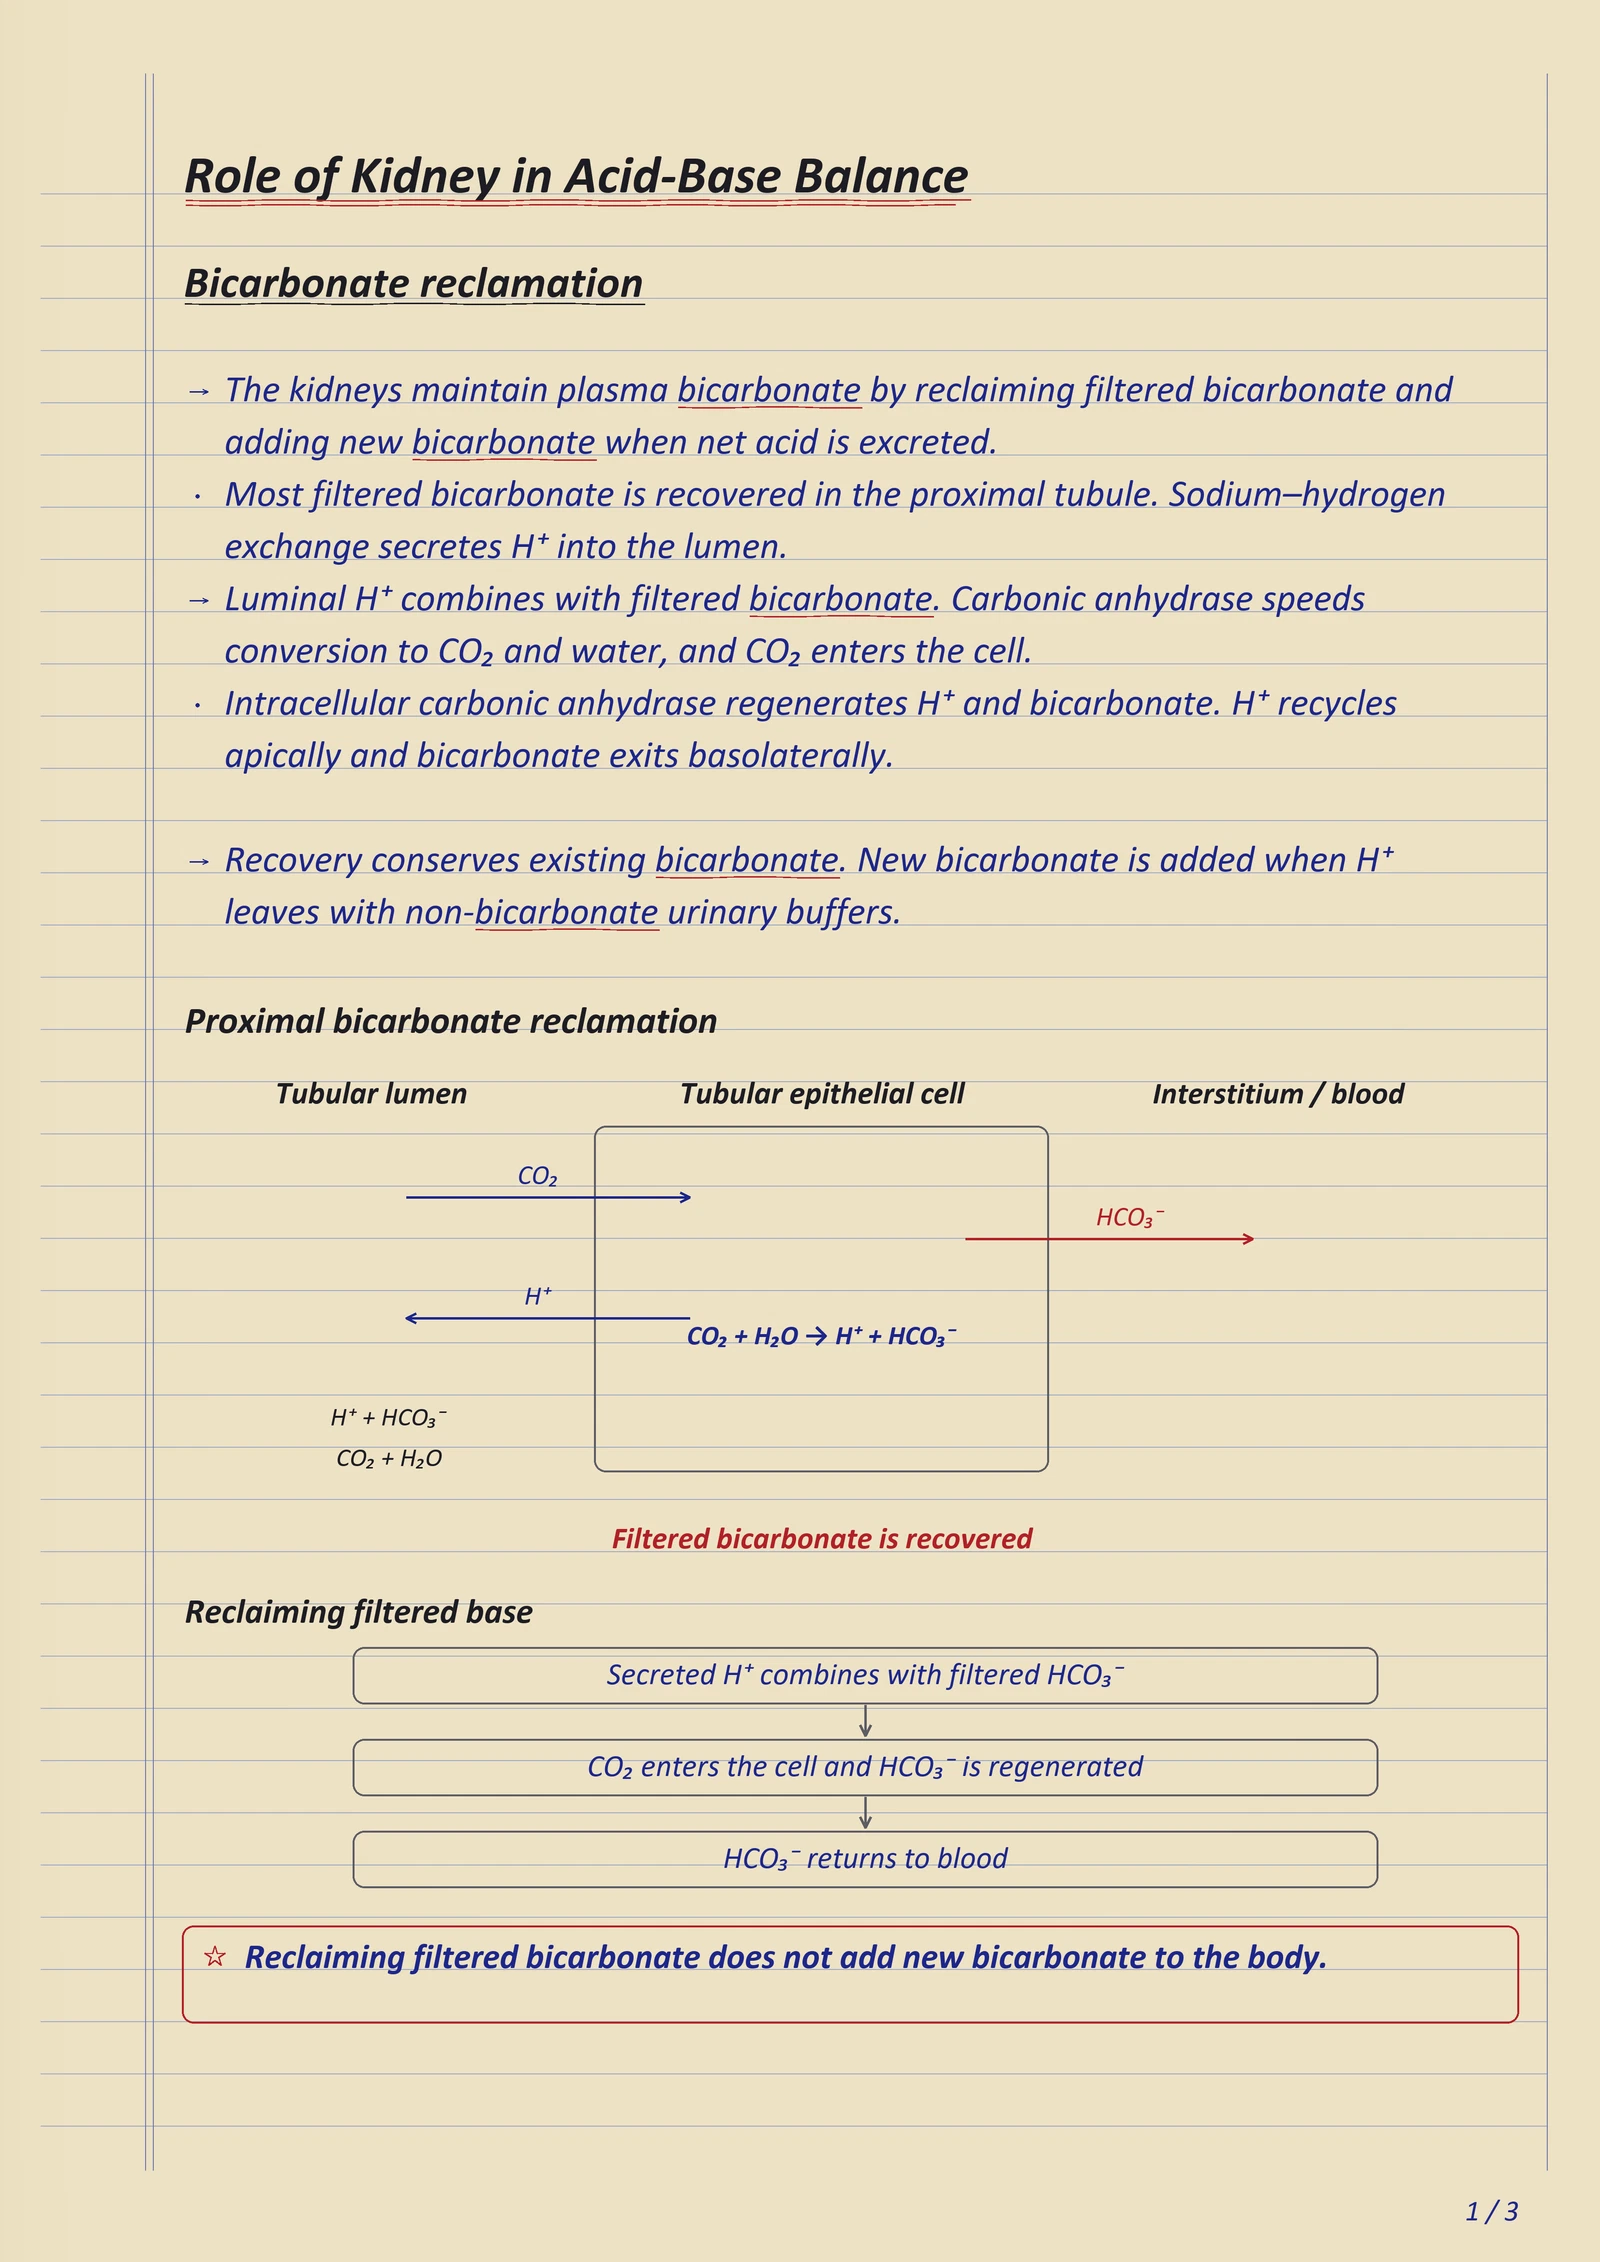 Role of Kidney in Acid-Base Balance
Bicarbonate reclamation
→ The kidneys maintain plasma bicarbonate by reclaiming filtered bicarbonate and
adding new bicarbonate when net acid is excreted.
· Most filtered bicarbonate is recovered in the proximal tubule. Sodium–hydrogen
exchange secretes H⁺ into the lumen.
→ Luminal H⁺ combines with filtered bicarbonate. Carbonic anhydrase speeds
conversion to CO₂ and water, and CO₂ enters the cell.
· Intracellular carbonic anhydrase regenerates H⁺ and bicarbonate. H⁺ recycles
apically and bicarbonate exits basolaterally.
→ Recovery conserves existing bicarbonate. New bicarbonate is added when H⁺
leaves with non-bicarbonate urinary buffers.
Proximal bicarbonate reclamation
Tubular lumen Tubular epithelial cell Interstitium / blood
CO₂
HCO₃⁻
H⁺
CO₂ + H₂O → H⁺ + HCO₃⁻
H⁺ + HCO₃⁻
CO₂ + H₂O
Filtered bicarbonate is recovered
Reclaiming filtered base
Secreted H⁺ combines with filtered HCO₃⁻
CO₂ enters the cell and HCO₃⁻ is regenerated
HCO₃⁻ returns to blood
☆ Reclaiming filtered bicarbonate does not add new bicarbonate to the body.
1 / 3